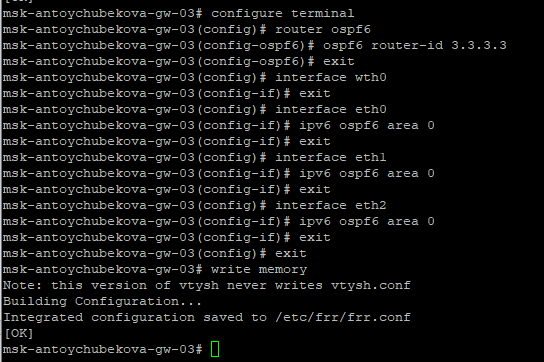 [OK]
msk-antoychubekova-gw-03# configure terminal
msk-antoychubekova-gw-03(config)# router ospf6
msk-antoychubekova-gw-03(config-ospf6)# ospf6 router-id 3.3.3.3
msk-antoychubekova-gw-03(config-ospf6)# exit
msk-antoychubekova-gw-03(config)# interface wth0
msk-antoychubekova-gw-03(config-if)# exit
msk-antoychubekova-gw-03(config)# interface eth0
msk-antoychubekova-gw-03(config-if)# ipv6 ospf6 area 0
msk-antoychubekova-gw-03(config-if)# exit
msk-antoychubekova-gw-03(config)# interface eth1
msk-antoychubekova-gw-03(config-if)# ipv6 ospf6 area 0
msk-antoychubekova-gw-03(config-if)# exit
msk-antoychubekova-gw-03(config)# interface eth2
msk-antoychubekova-gw-03(config-if)# ipv6 ospf6 area 0
msk-antoychubekova-gw-03(config-if)# exit
msk-antoychubekova-gw-03(config)# exit
msk-antoychubekova-gw-03# write memory
Note: this version of vtysh never writes vtysh.conf
Building Configuration...
Integrated configuration saved to /etc/frr/frr.conf
[OK]
msk-antoychubekova-gw-03#